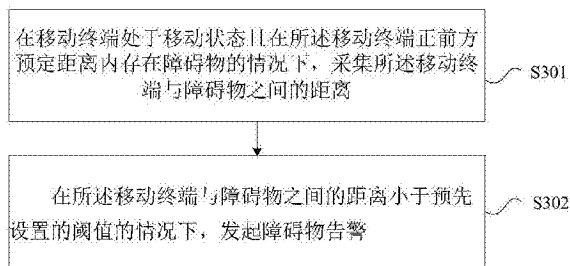 在移动终端处于移动状态且在所述移动终端正前方
预定距离内存在障碍物的情况下，采集所述移动终
端与障碍物之间的距离
S301
在所述移动终端与障碍物之间的距离小于预先
设置的阈值的情况下，发起障碍物告警
S302